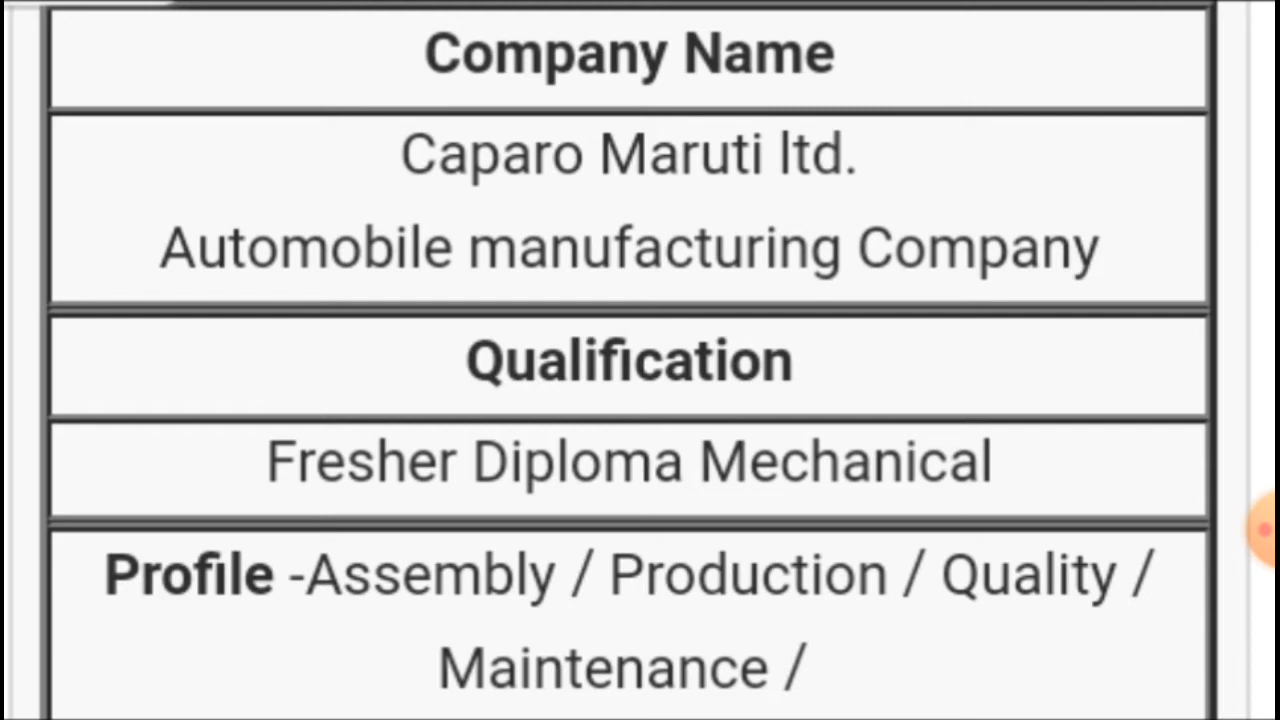 Company Name
Caparo Maruti ltd.
Automobile manufacturing Company
Qualification
Fresher Diploma Mechanical
Profile -Assembly / Production / Quality /
Maintenance /